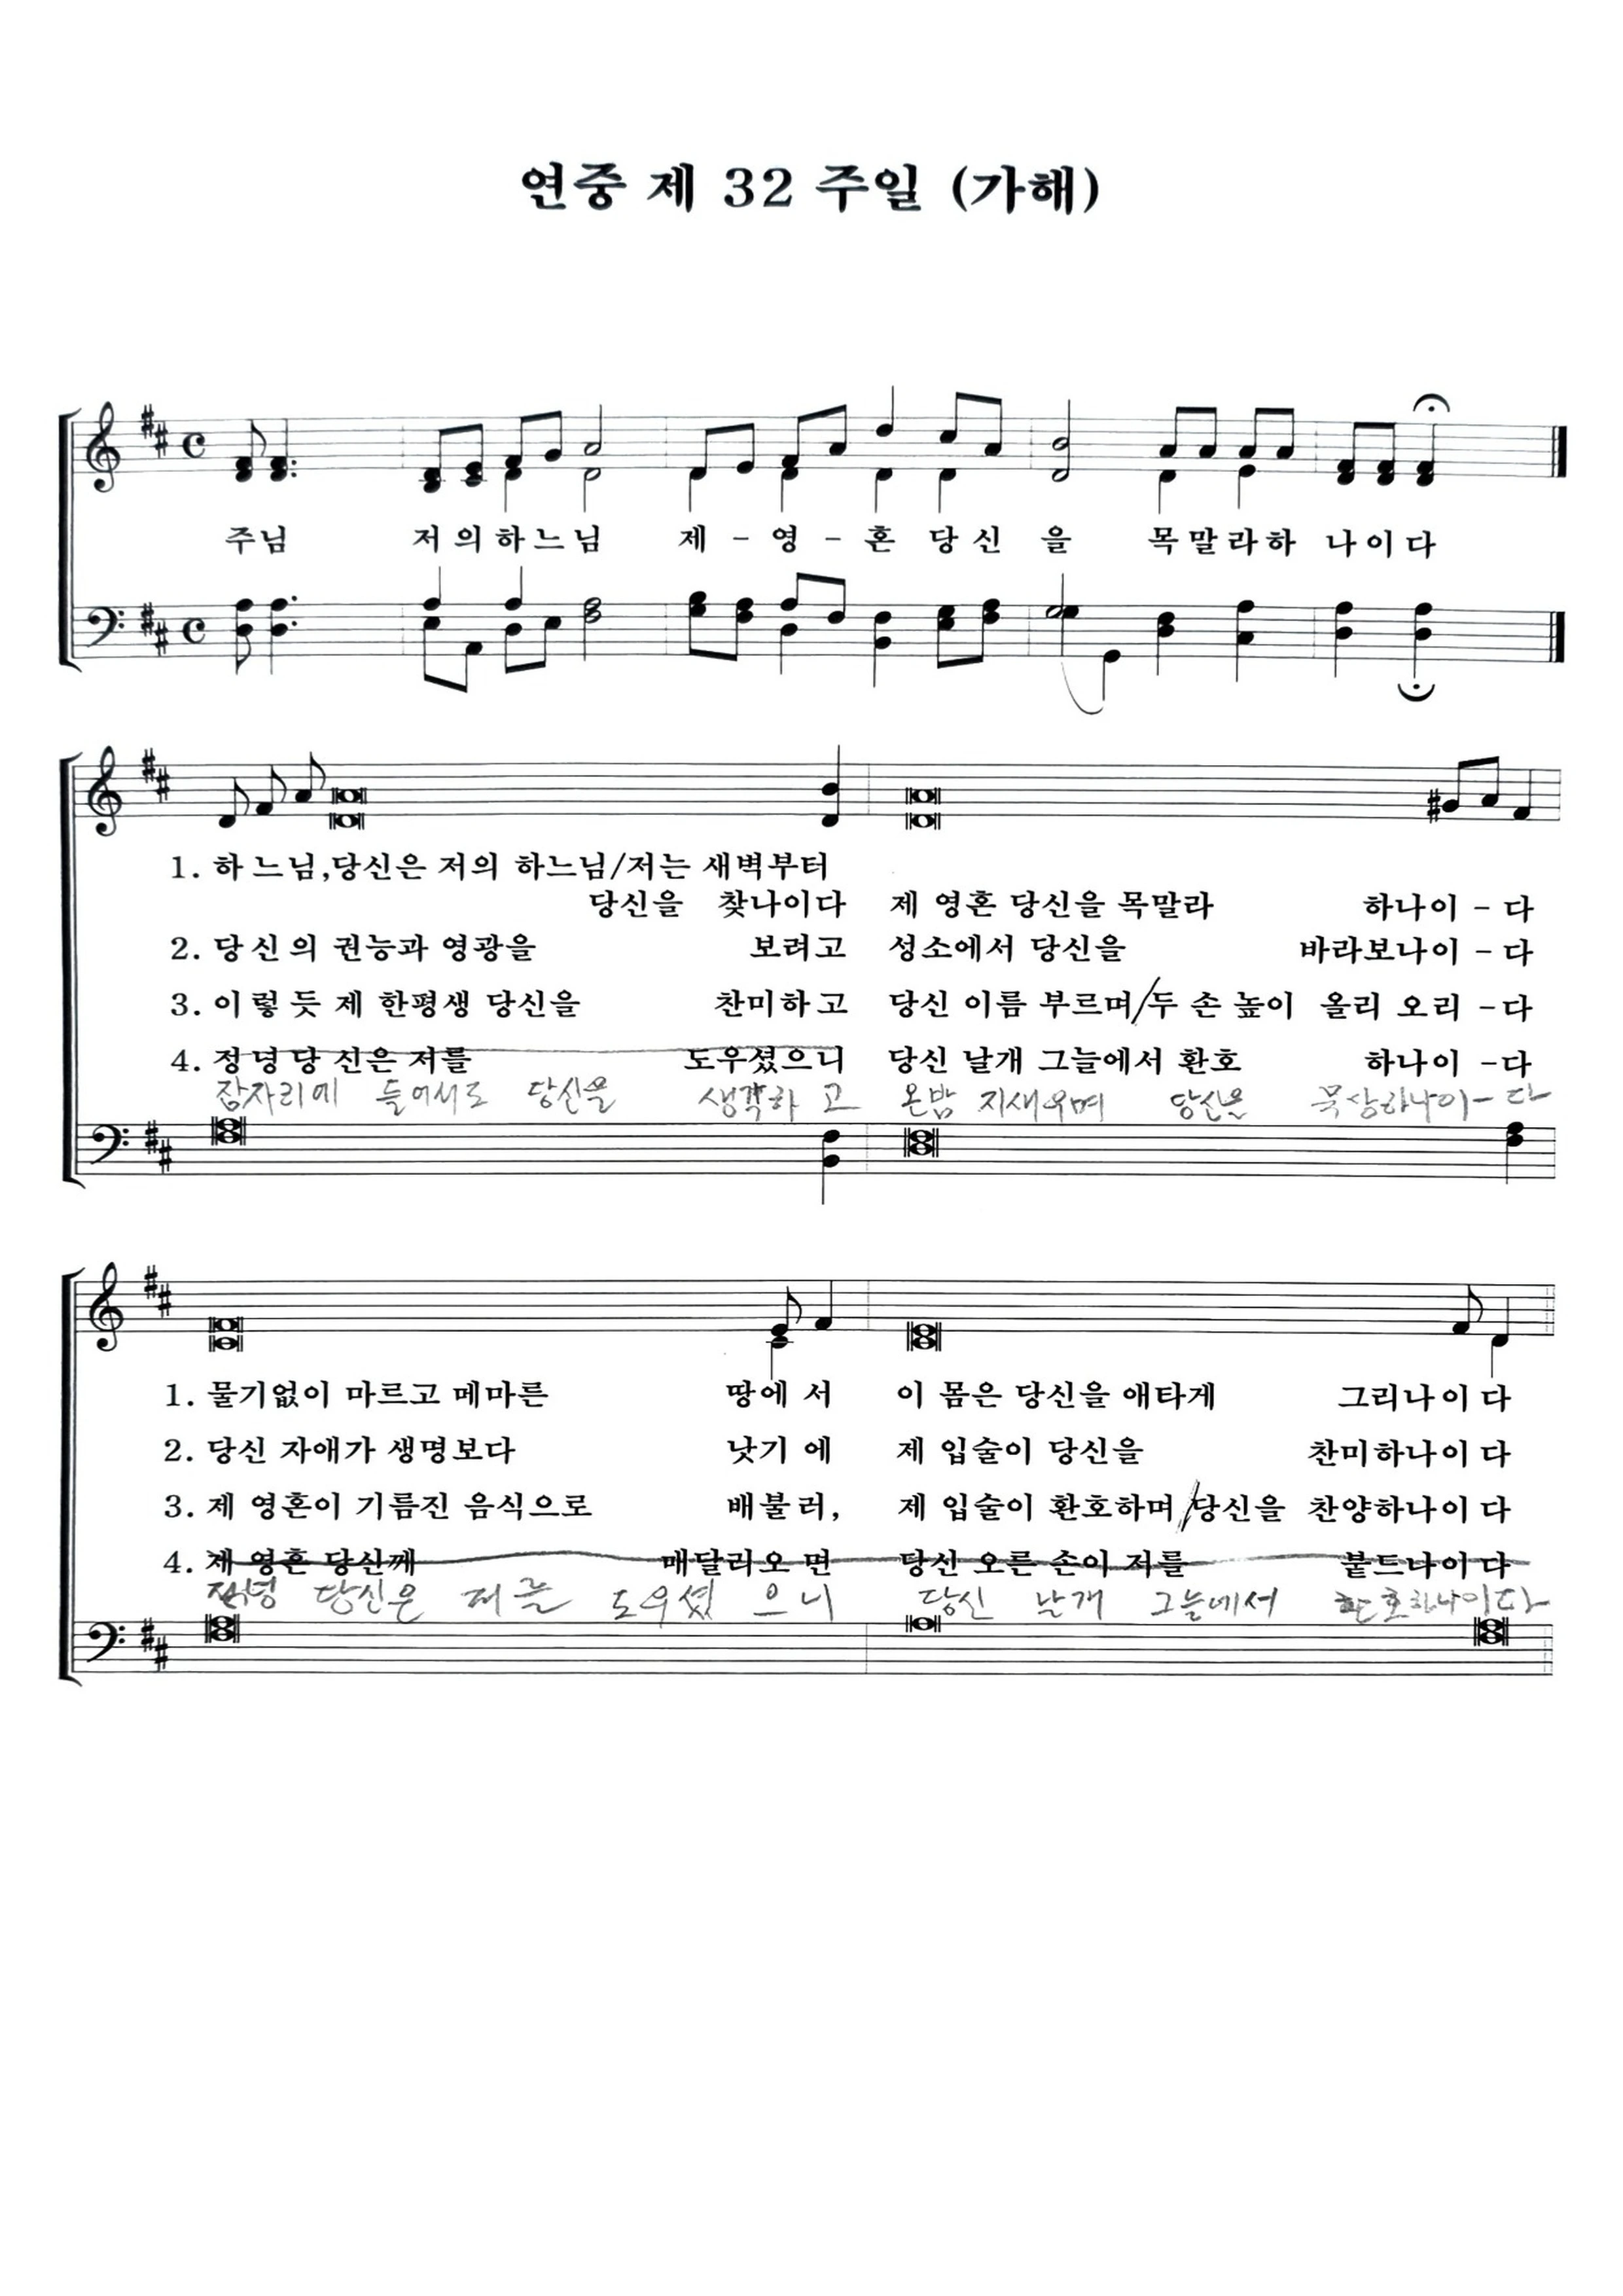 연중 제 32 주일 (가해)
주님 저의하느님 제 - 영 - 혼 당신 을 목말라하 나이다
1. 하느님,당신은 저의 하느님/저는 새벽부터
당신을 찾나이다 제 영혼 당신을 목말라 하나이 - 다
2. 당신의 권능과 영광을 보려고 성소에서 당신을 바라보나이 - 다
3. 이렇듯 제 한평생 당신을 찬미하고 당신 이름 부르며/두 손 높이 올리 오리 - 다
4. 정녕당신은 저를 도우셨으니 당신 날개 그늘에서 환호 하나이 - 다
잠자리에 들어서도 당신을 생각하 고 온밤 지새우며 당신을 묵상하나이 - 다
1. 물기없이 마르고 메마른 땅에 서 이 몸은 당신을 애타게 그리나이다
2. 당신 자애가 생명보다 낫기 에 제 입술이 당신을 찬미하나이다
3. 제 영혼이 기름진 음식으로 배불러, 제 입술이 환호하며/당신을 찬양하나이다
4. 제 영혼 당신께 매달리오 면 당신 오른 손이 저를 붙드나이다
정녕 당신은 저를 도우셨 으니 당신 날개 그늘에서 환호하나이다